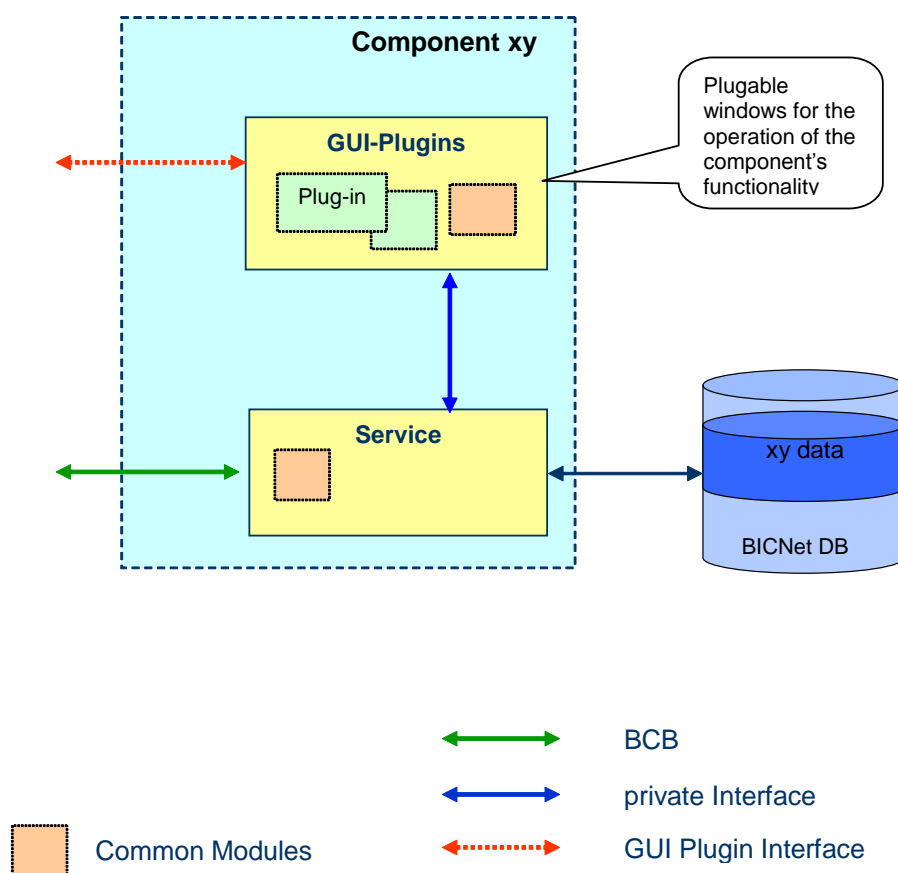 Component xy
Plugable
windows for the
operation of the
component's
functionality
GUI-Plugins
Plug-in
Service
xy data
BICNet DB
BCB
private Interface
Common Modules
GUI Plugin Interface